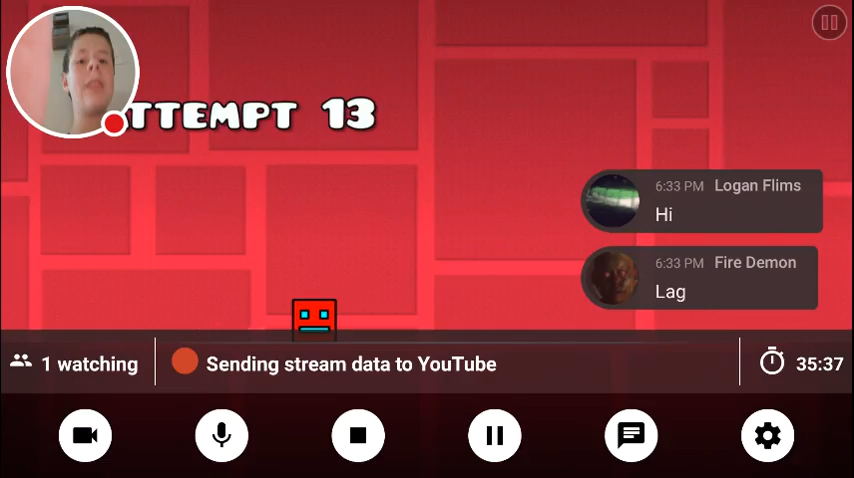 ATTEMPT 13
6:33 PM Logan Flims
Hi
6:33 PM Fire Demon
Lag
1 watching
Sending stream data to YouTube
35:37